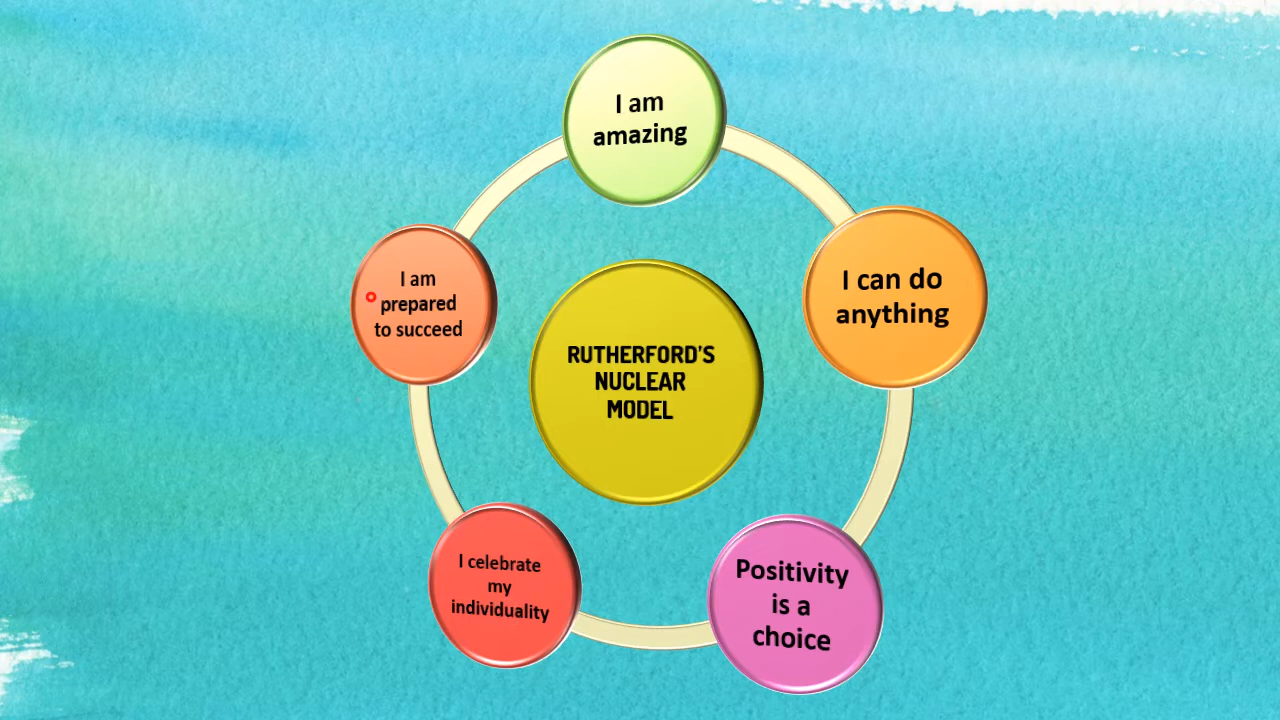 I am
amazing
I can do
anything
Positivity
is a
choice
I celebrate
my
individuality
I am
prepared
to succeed
RUTHERFORD'S
NUCLEAR
MODEL